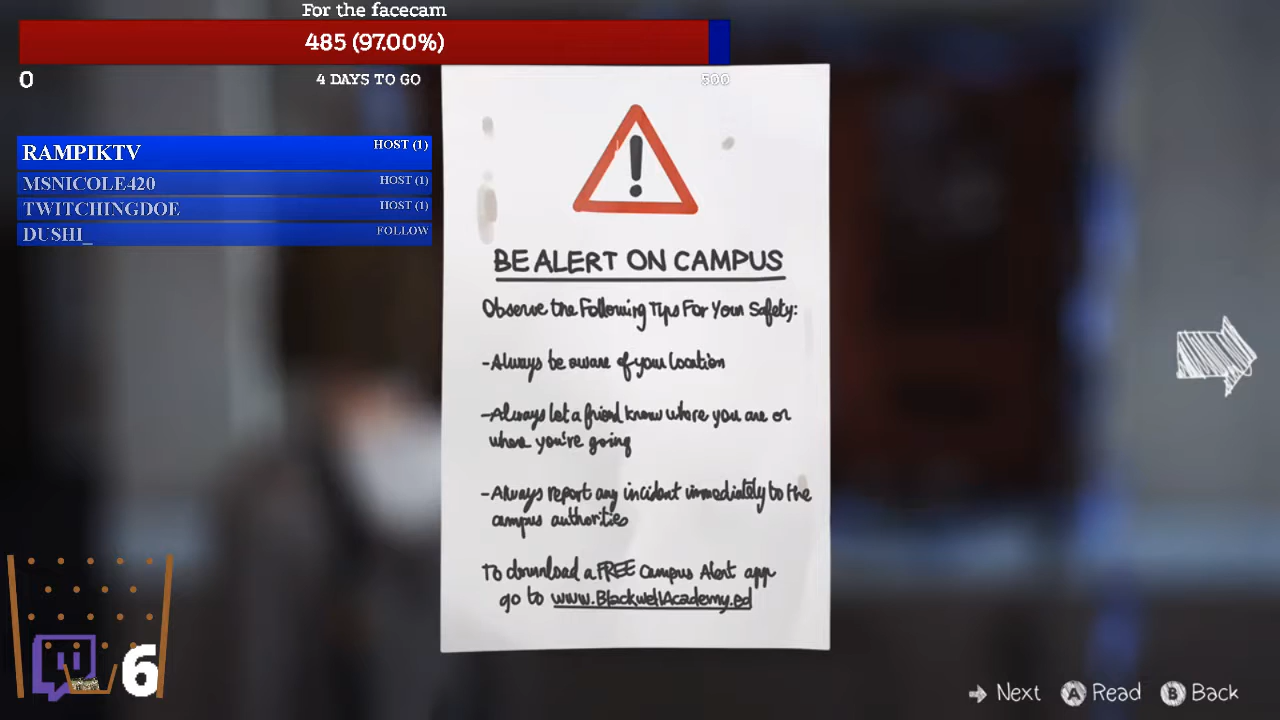 For the facecam
485 (97.00%)
0
4 DAYS TO GO
500
RAMPIKTV
HOST (1)
MSNICOLE420
HOST (1)
TWITCHINGDOE
HOST (1)
DUSHI_
FOLLOW
!
BE ALERT ON CAMPUS
Observe the Following Tips For Your Safety:
-Always be aware of your location
-Always let a friend know where you are or
where you're going
-Always report any incident immediately to the
campus authorities
To download a FREE Campus Alert app
go to www.BlackwellAcademy.ed
6
Next
A Read
B Back